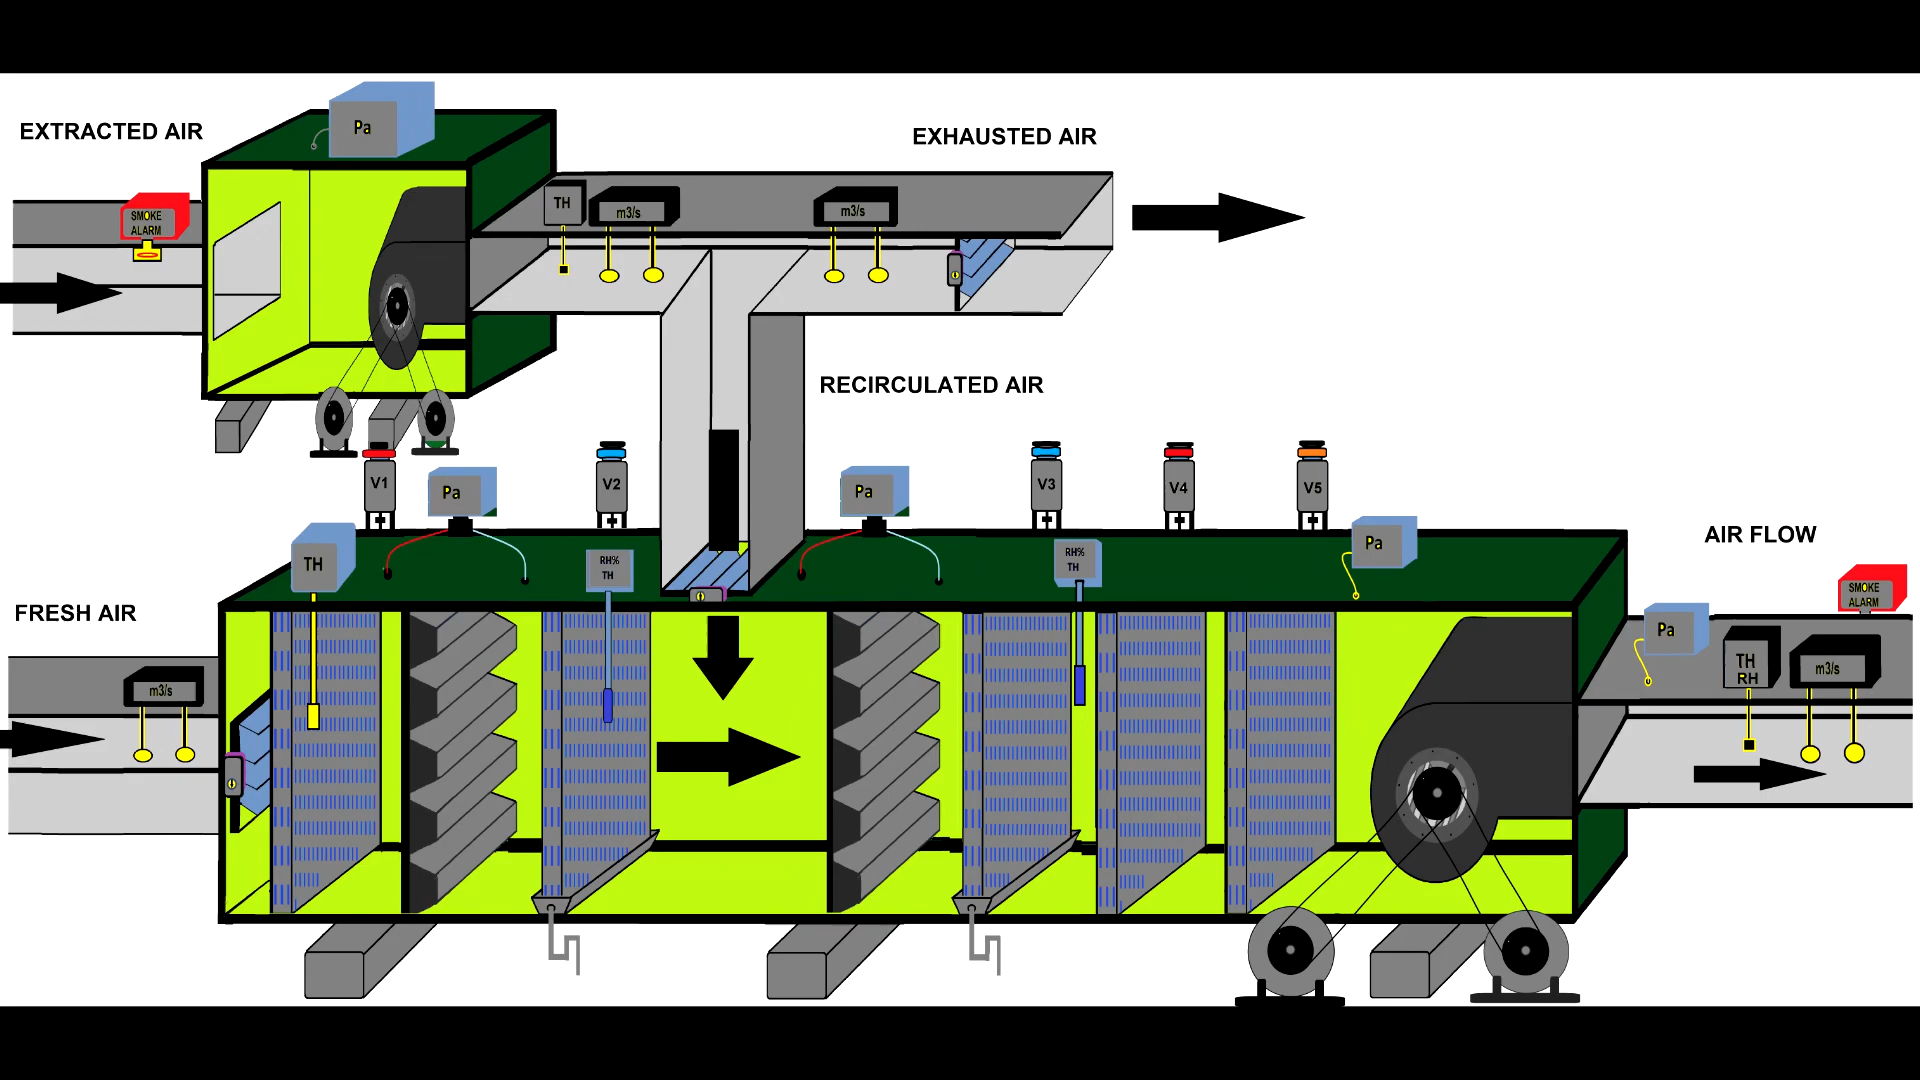 Pa
EXTRACTED AIR
EXHAUSTED AIR
SMOKE
ALARM
TH
m3/s
m3/s
RECIRCULATED AIR
V1
Pa
V2
Pa
V3
V4
V5
AIR FLOW
TH
RH%
TH
RH%
TH
Pa
SMOKE
ALARM
FRESH AIR
Pa
m3/s
TH
RH
m3/s